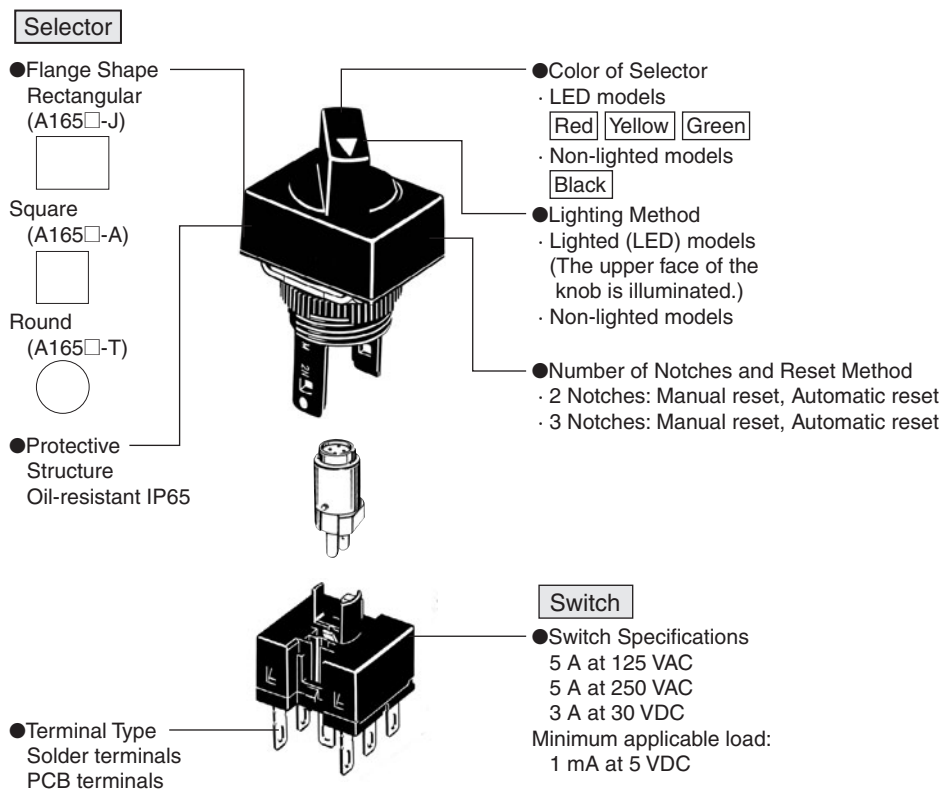 Selector
●Flange Shape
Rectangular
(A165□-J)
Square
(A165□-A)
Round
(A165□-T)
●Protective
Structure
Oil-resistant IP65
●Color of Selector
· LED models
Red Yellow Green
· Non-lighted models
Black
●Lighting Method
· Lighted (LED) models
(The upper face of the
knob is illuminated.)
· Non-lighted models
●Number of Notches and Reset Method
· 2 Notches: Manual reset, Automatic reset
· 3 Notches: Manual reset, Automatic reset
Switch
●Switch Specifications
5 A at 125 VAC
5 A at 250 VAC
3 A at 30 VDC
Minimum applicable load:
1 mA at 5 VDC
●Terminal Type
Solder terminals
PCB terminals